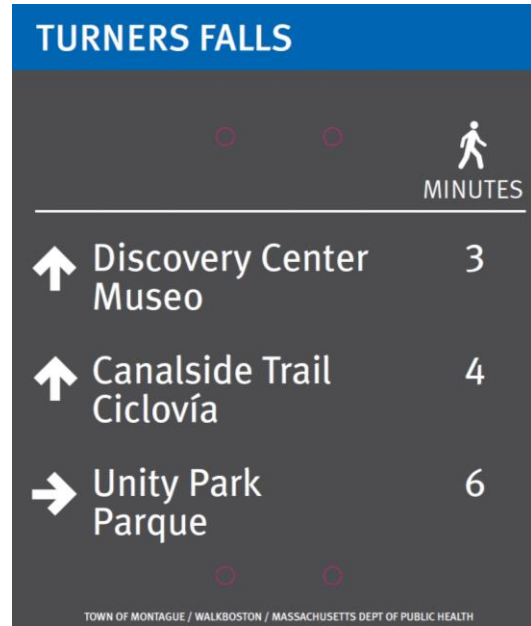 TURNERS FALLS
MINUTES
Discovery Center 3
Museo
Canalside Trail 4
Ciclovía
Unity Park 6
Parque
TOWN OF MONTAGUE / WALKBOSTON / MASSACHUSETTS DEPT OF PUBLIC HEALTH